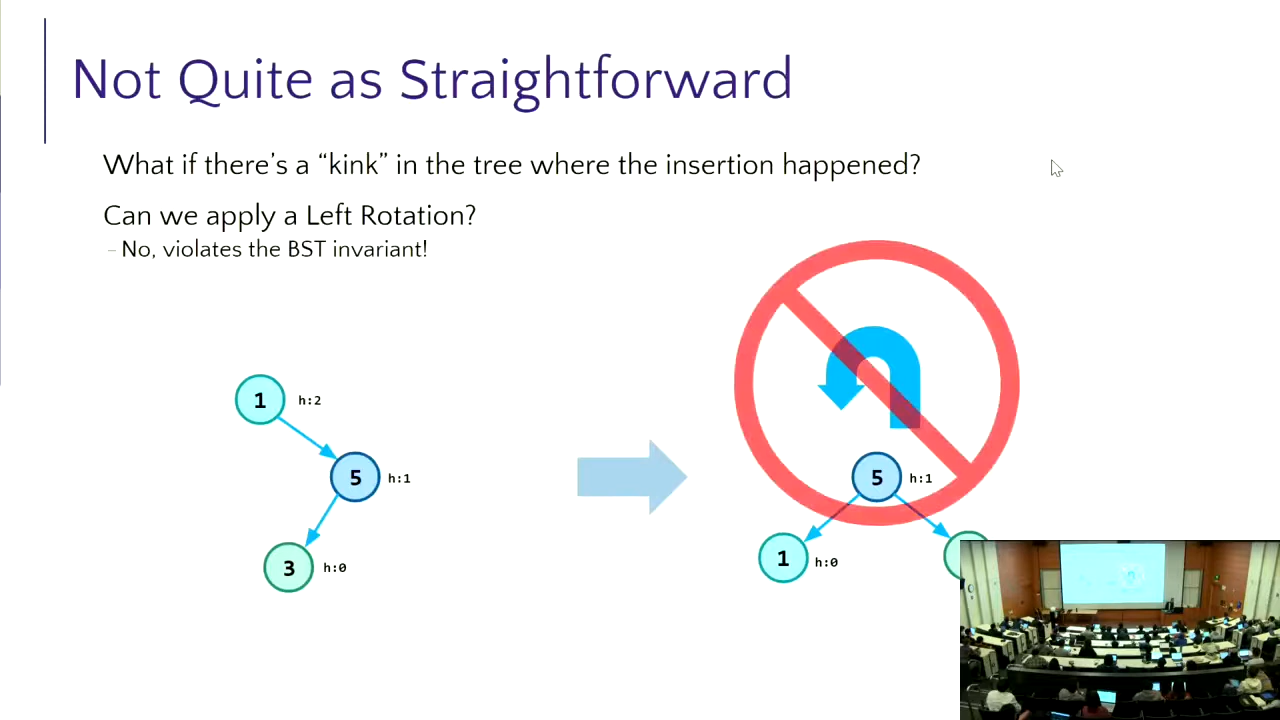 Not Quite as Straightforward
What if there's a “kink” in the tree where the insertion happened?
Can we apply a Left Rotation?
– No, violates the BST invariant!
1 h:2
5 h:1
3 h:0
5 h:1
1 h:0